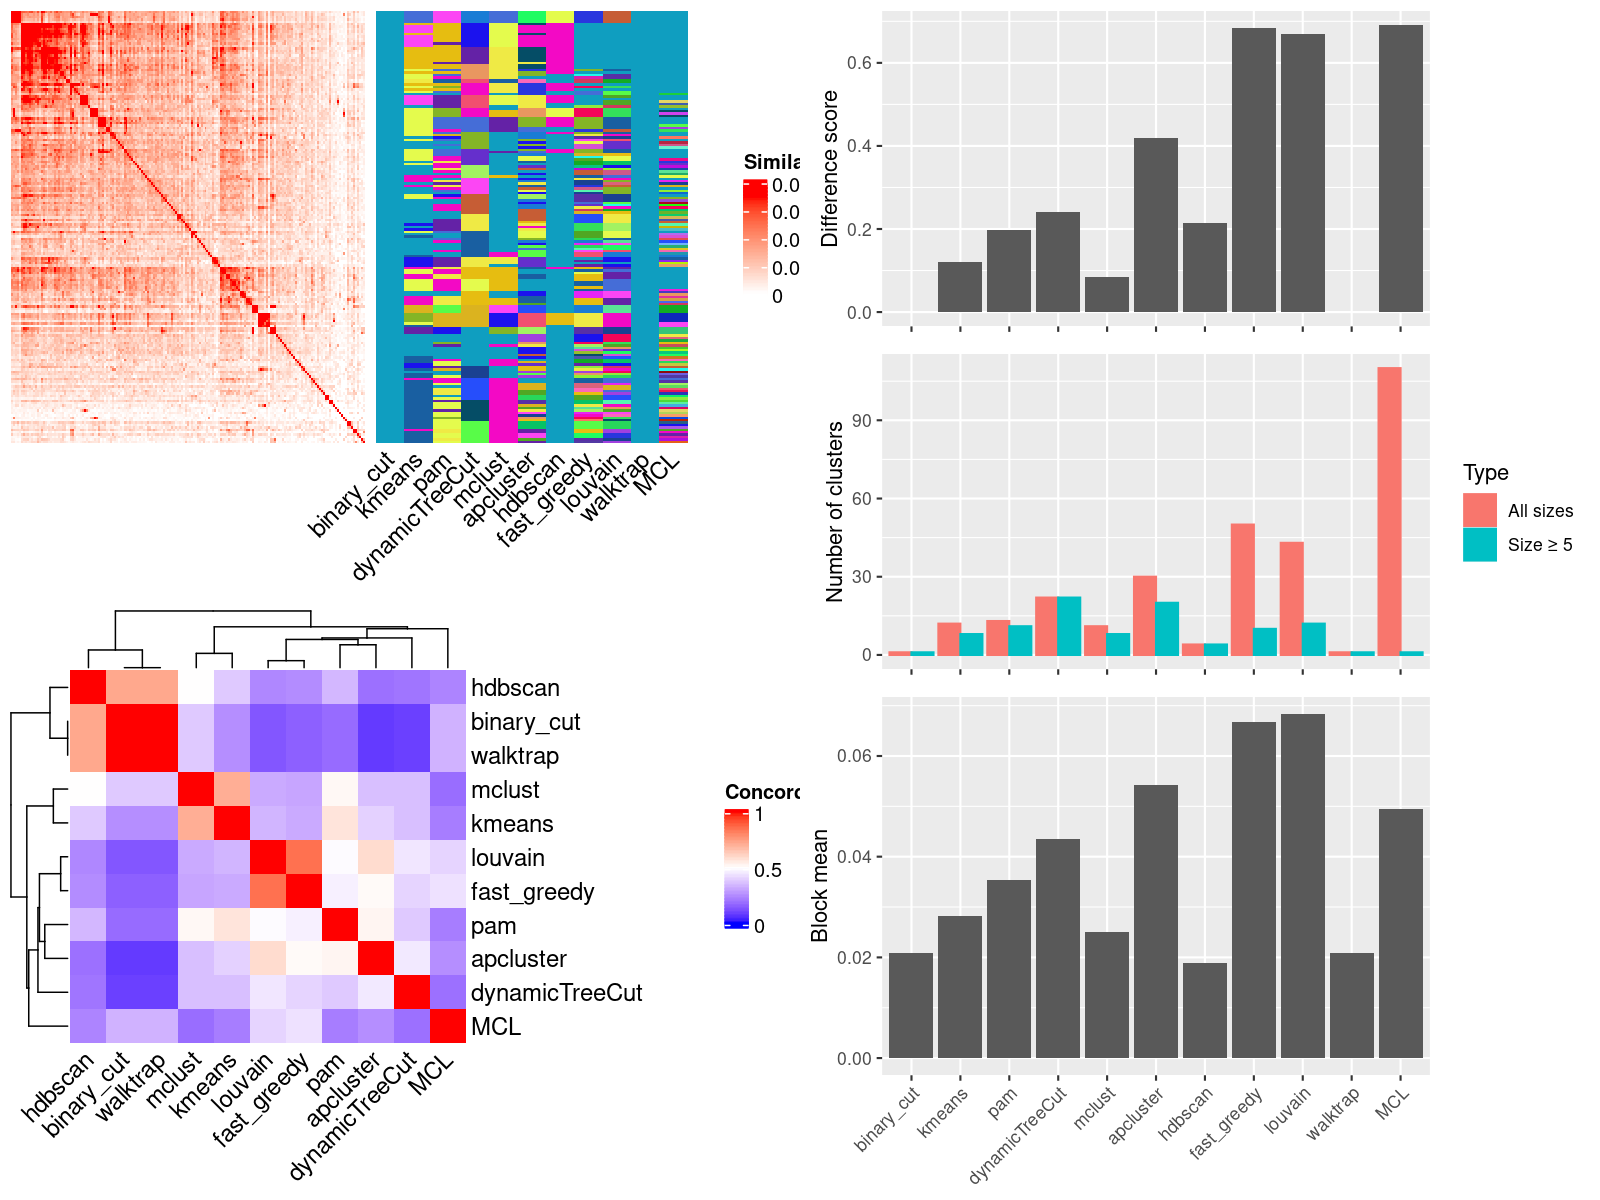 Simila
0.0
0.0
0.0
0.0
0
binary_cut
kmeans
pam
dynamicTreeCut
mclust
apcluster
hdbscan
fast_greedy
louvain
walktrap
MCL
hdbscan
binary_cut
walktrap
mclust
kmeans
louvain
fast_greedy
pam
apcluster
dynamicTreeCut
MCL
hdbscan
binary_cut
walktrap
mclust
kmeans
louvain
fast_greedy
pam
apcluster
dynamicTreeCut
MCL
Concord
1
0.5
0
Difference score
0.6
0.4
0.2
0.0
Number of clusters
90
60
30
0
Type
All sizes
Size ≥ 5
Block mean
0.06
0.04
0.02
0.00
binary_cut
kmeans
pam
dynamicTreeCut
mclust
apcluster
hdbscan
fast_greedy
louvain
walktrap
MCL